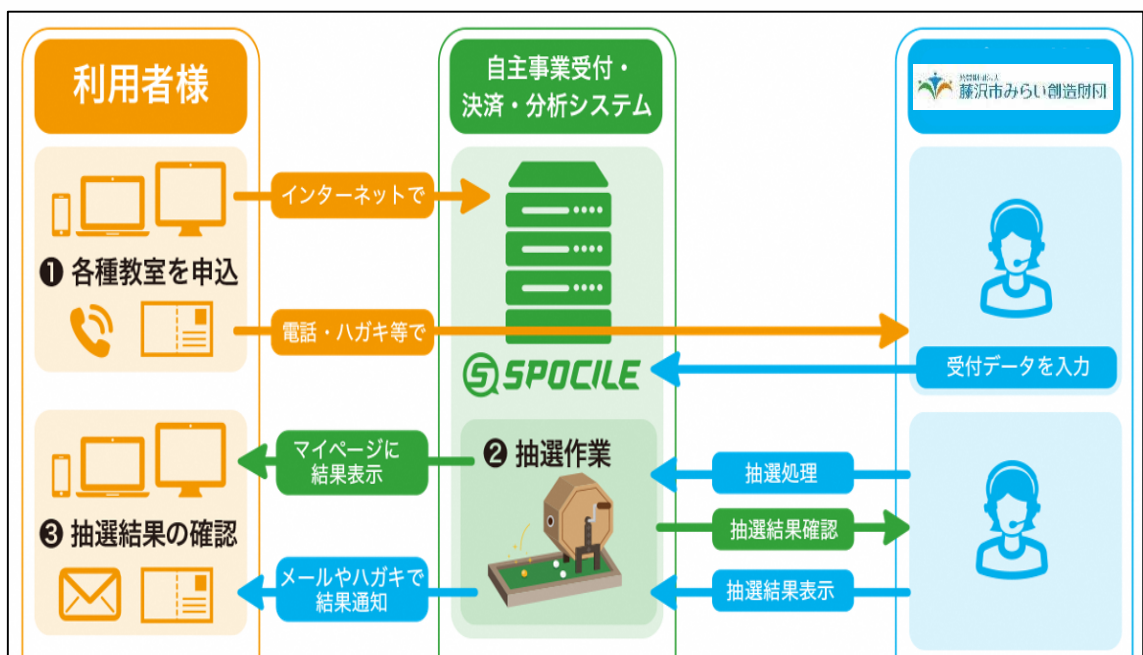 利用者様
自主事業受付・
決済・分析システム
藤沢市みらい創造財団
インターネットで
❶ 各種教室を申込
電話・ハガキ等で
SPOCILE
受付データを入力
マイページに
結果表示
❷ 抽選作業
抽選処理
❸ 抽選結果の確認
抽選結果確認
メールやハガキで
結果通知
抽選結果表示